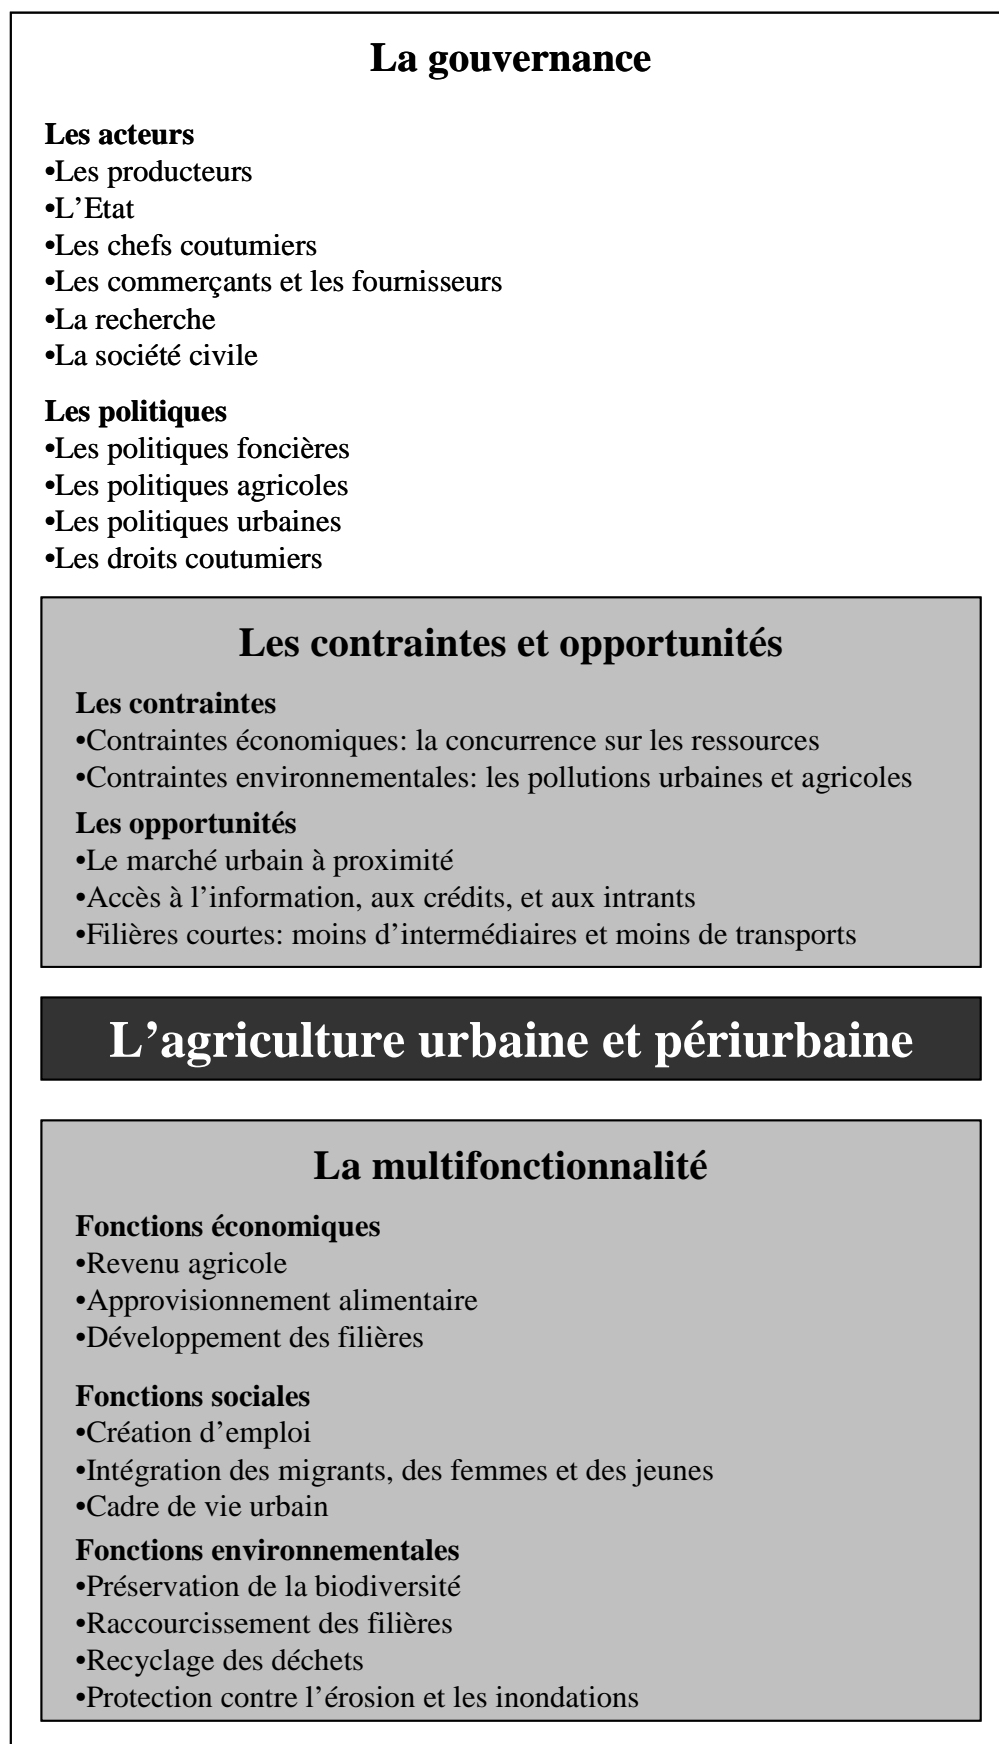 La gouvernance
Les acteurs
•Les producteurs
•L’Etat
•Les chefs coutumiers
•Les commerçants et les fournisseurs
•La recherche
•La société civile
Les politiques
•Les politiques foncières
•Les politiques agricoles
•Les politiques urbaines
•Les droits coutumiers
Les contraintes et opportunités
Les contraintes
•Contraintes économiques: la concurrence sur les ressources
•Contraintes environnementales: les pollutions urbaines et agricoles
Les opportunités
•Le marché urbain à proximité
•Accès à l’information, aux crédits, et aux intrants
•Filières courtes: moins d’intermédiaires et moins de transports
L’agriculture urbaine et périurbaine
La multifonctionnalité
Fonctions économiques
•Revenu agricole
•Approvisionnement alimentaire
•Développement des filières
Fonctions sociales
•Création d’emploi
•Intégration des migrants, des femmes et des jeunes
•Cadre de vie urbain
Fonctions environnementales
•Préservation de la biodiversité
•Raccourcissement des filières
•Recyclage des déchets
•Protection contre l’érosion et les inondations